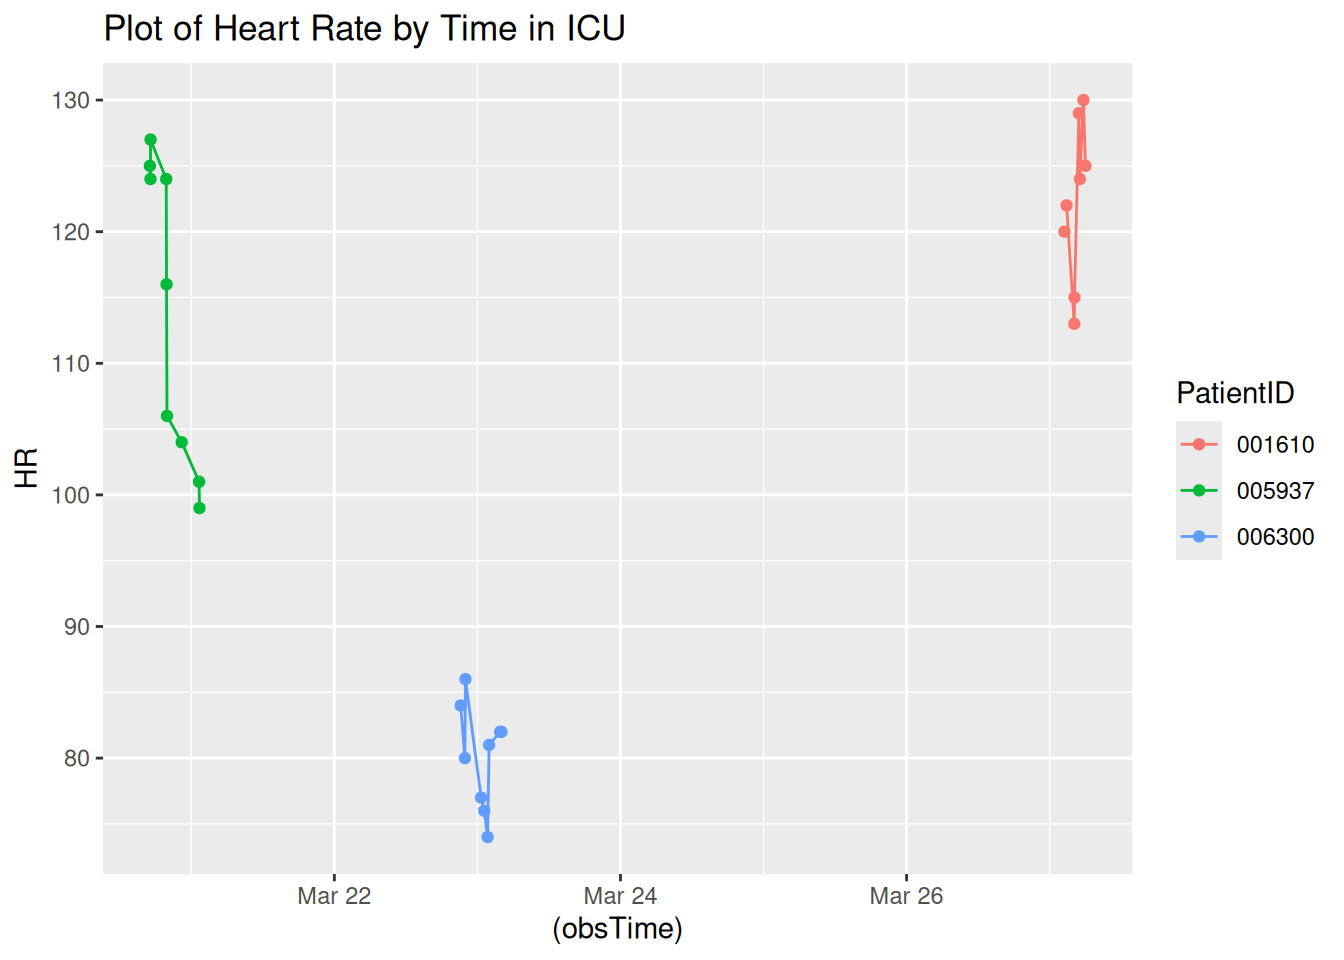 Plot of Heart Rate by Time in ICU
130
120
110
100
90
80
HR
Mar 22 Mar 24 Mar 26
(obsTime)
PatientID
001610
005937
006300